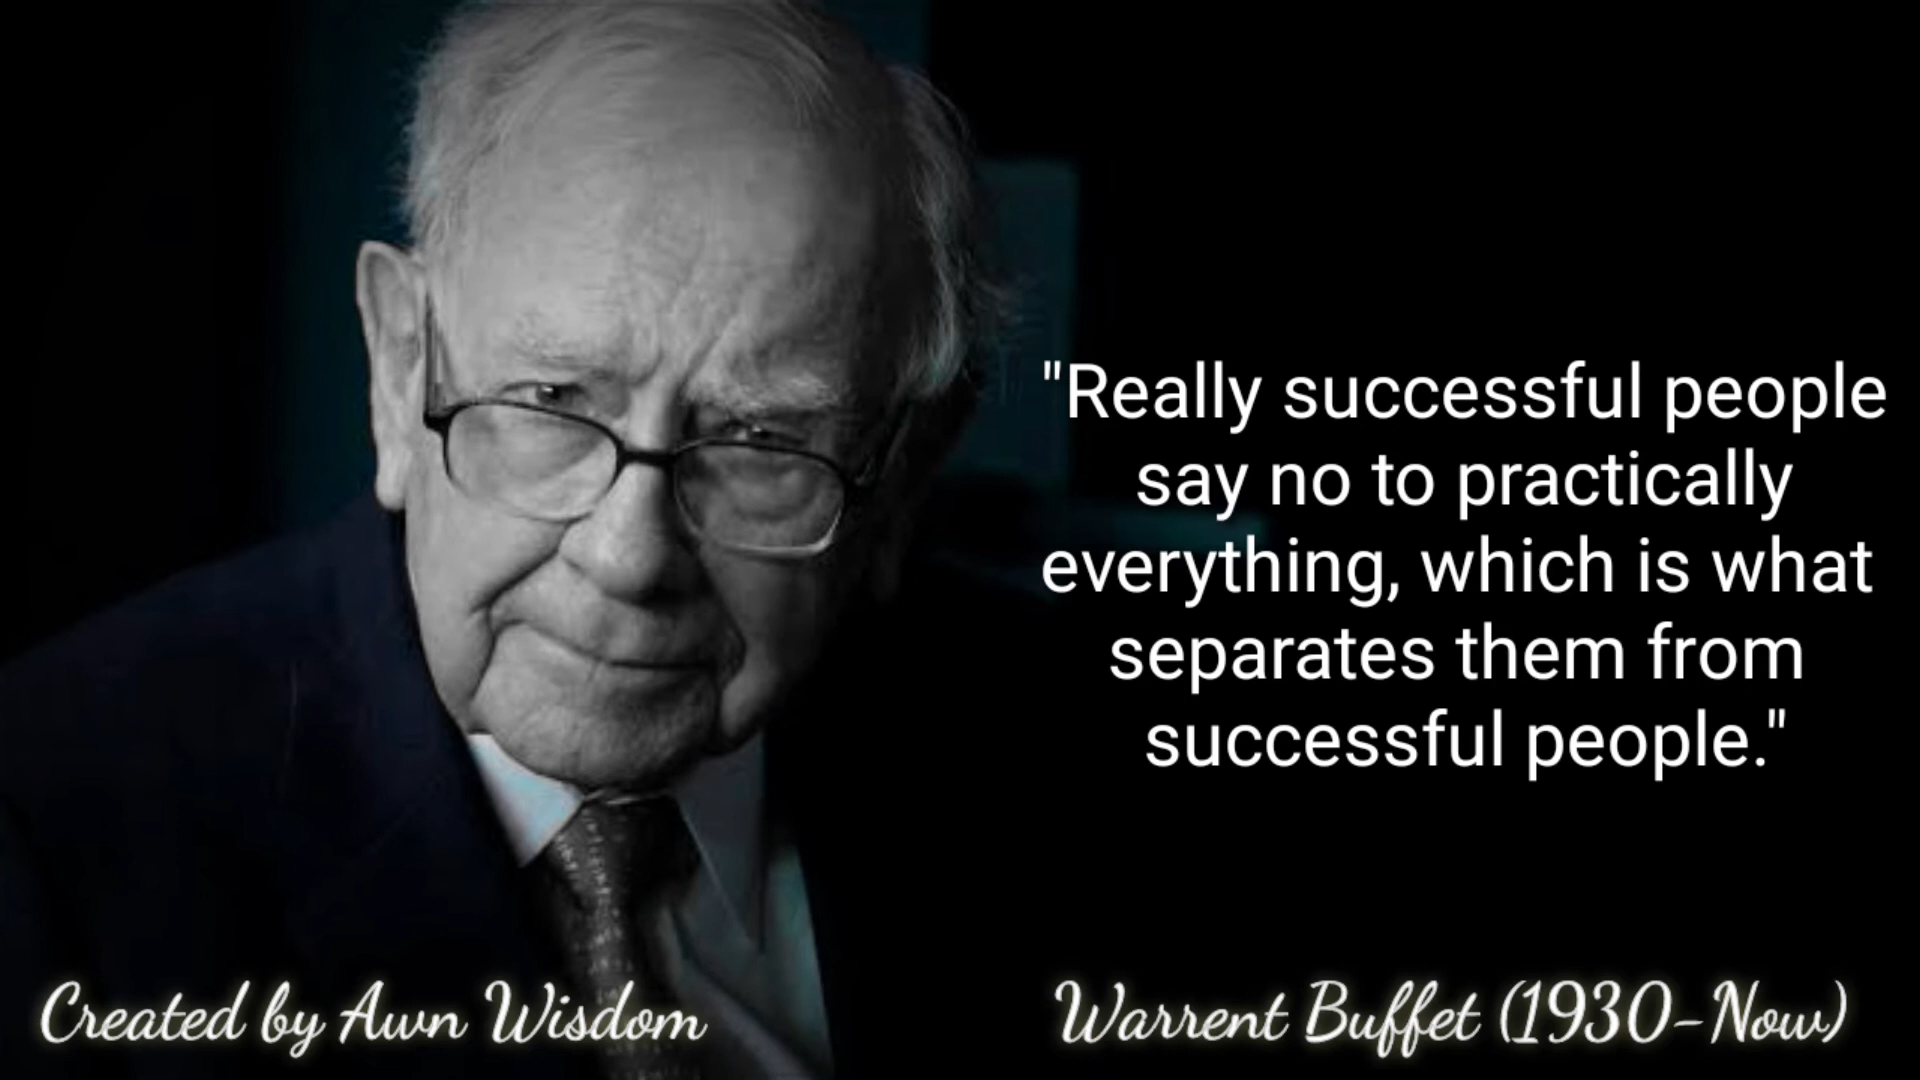 "Really successful people
say no to practically
everything, which is what
separates them from
successful people."
Created by Awn Wisdom
Warrent Buffet (1930-Now)